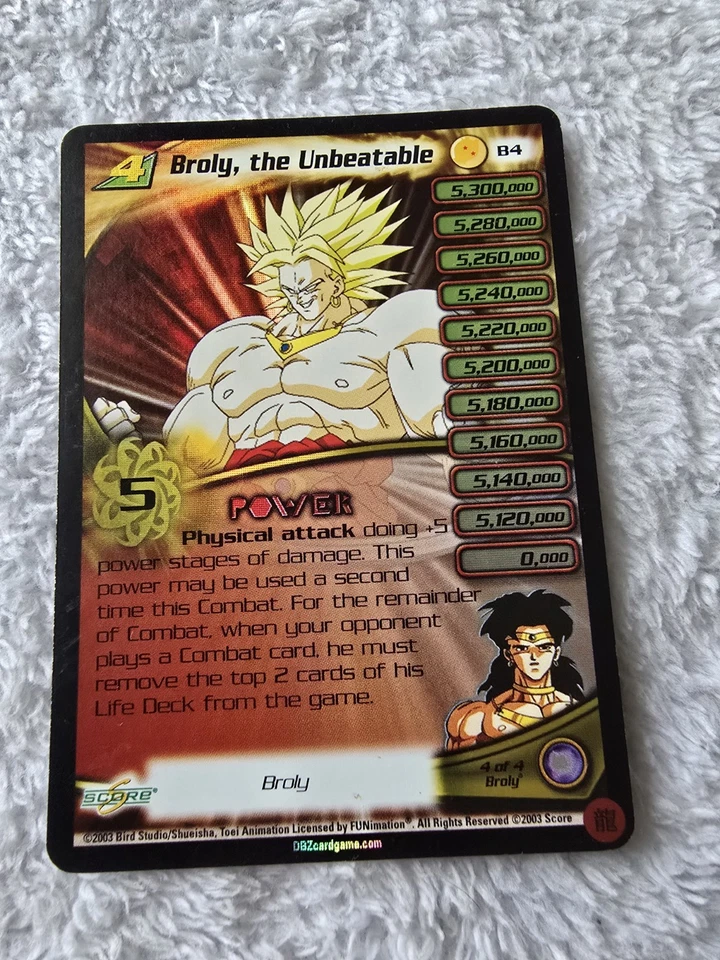 4
Broly, the Unbeatable
B4
5,300,000
5,280,000
5,260,000
5,240,000
5,220,000
5,200,000
5,180,000
5,160,000
5,140,000
5,120,000
0,000
5
POWER
Physical attack doing +5
power stages of damage. This
power may be used a second
time this Combat. For the remainder
of Combat, when your opponent
plays a Combat card, he must
remove the top 2 cards of his
Life Deck from the game.
Broly
4 of 4
Broly®
SCORE®
©2003 Bird Studio/Shueisha, Toei Animation Licensed by FUNimation®. All Rights Reserved ©2003 Score
龍
DBZcardgame.com